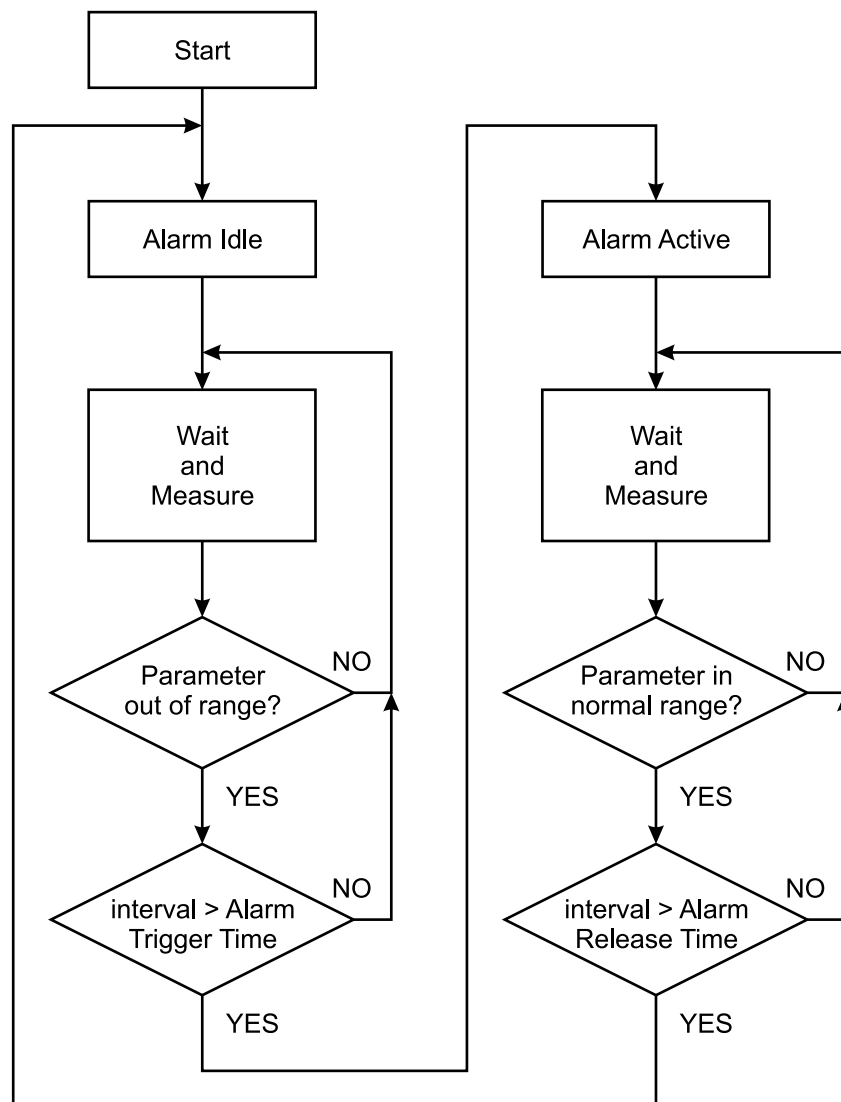 Start
Alarm Idle
Wait
and
Measure
Parameter
out of range?
NO
YES
interval > Alarm
Trigger Time
NO
YES
Alarm Active
Wait
and
Measure
Parameter in
normal range?
NO
YES
interval > Alarm
Release Time
NO
YES